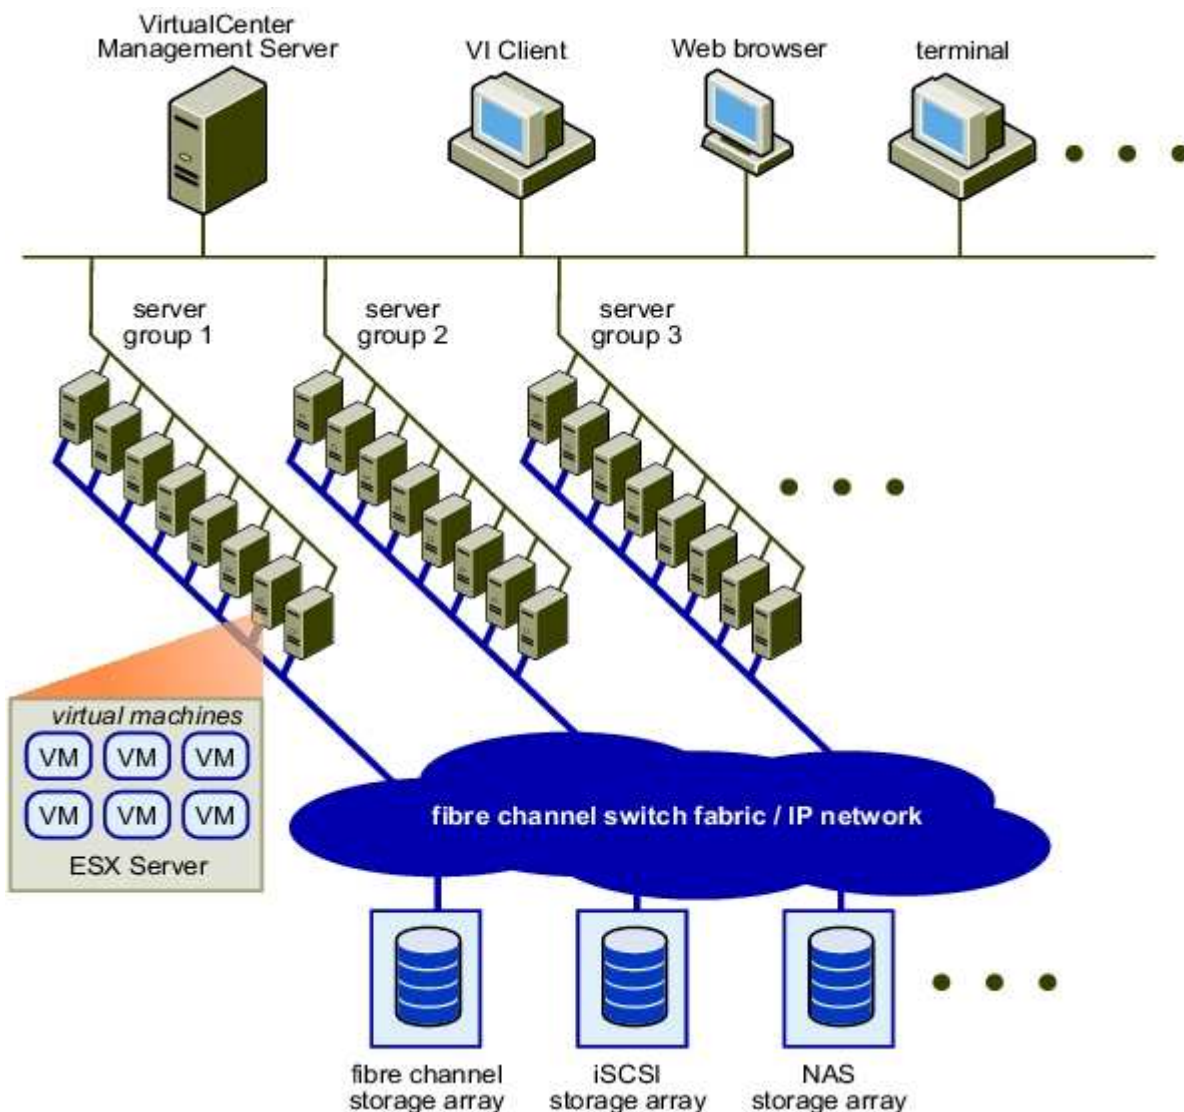 VirtualCenter
Management Server
VI Client
Web browser
terminal
server
group 1
server
group 2
server
group 3
virtual machines
VM VM VM
VM VM VM
ESX Server
fibre channel switch fabric / IP network
fibre channel
storage array
iSCSI
storage array
NAS
storage array